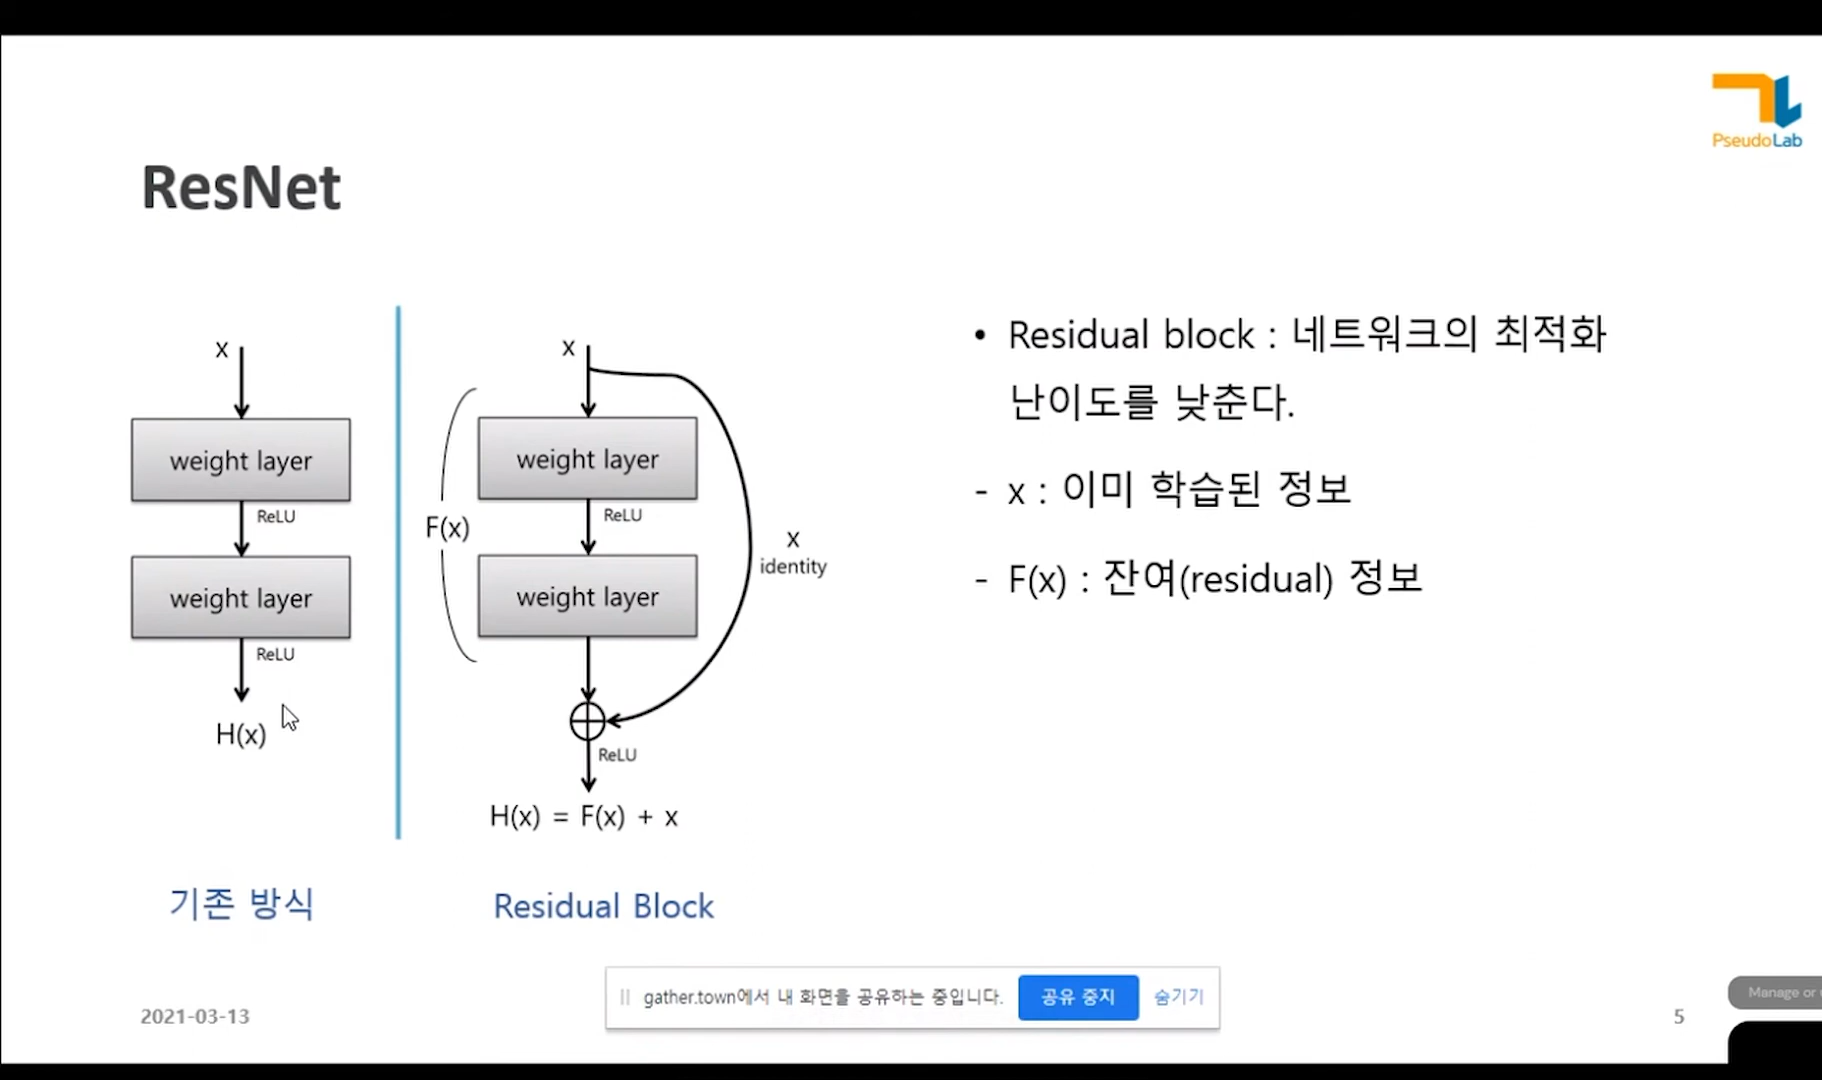 PseudoLab
ResNet
x
weight layer
ReLU
weight layer
ReLU
H(x)
기존 방식
x
F(x)
weight layer
ReLU
weight layer
x
identity
ReLU
H(x) = F(x) + x
Residual Block
• Residual block : 네트워크의 최적화
난이도를 낮춘다.
- x : 이미 학습된 정보
- F(x) : 잔여(residual) 정보
gather.town에서 내 화면을 공유하는 중입니다. 공유 중지 숨기기
2021-03-13
5
Manage or